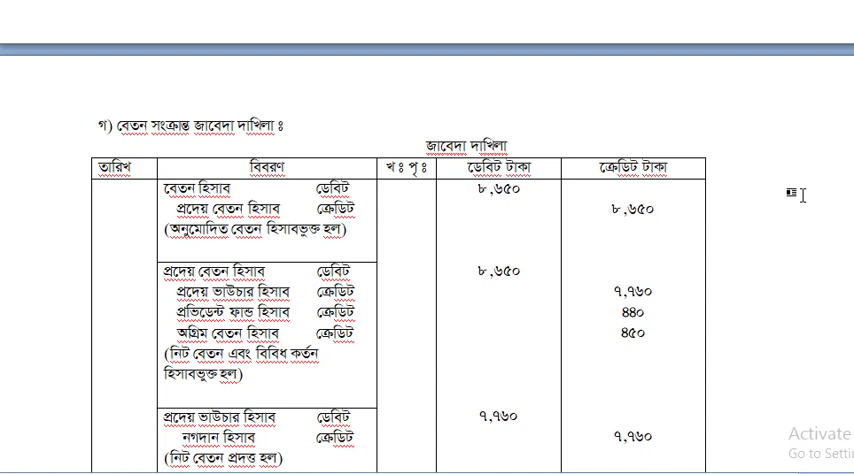 গ) বেতন সংক্রান্ত জাবেদা দাখিলা ঃ
জাবেদা দাখিলা
তারিখ বিবরণ খ ঃ পৃ ঃ ডেবিট টাকা ক্রেডিট টাকা
বেতন হিসাব ডেবিট ৮,৬৫০
প্রদেয় বেতন হিসাব ক্রেডিট ৮,৬৫০
(অনুমোদিত বেতন হিসাবভুক্ত হল)
প্রদেয় বেতন হিসাব ডেবিট ৮,৬৫০
প্রদেয় ভাউচার হিসাব ক্রেডিট ৭,৭৬০
প্রভিডেন্ট ফান্ড হিসাব ক্রেডিট ৪৪০
অগ্রিম বেতন হিসাব ক্রেডিট ৪৫০
(নিট বেতন এবং বিবিধ কর্তন
হিসাবভুক্ত হল)
প্রদেয় ভাউচার হিসাব ডেবিট ৭,৭৬০
নগদান হিসাব ক্রেডিট ৭,৭৬০
(নিট বেতন প্রদত্ত হল)
Activate
Go to Settin